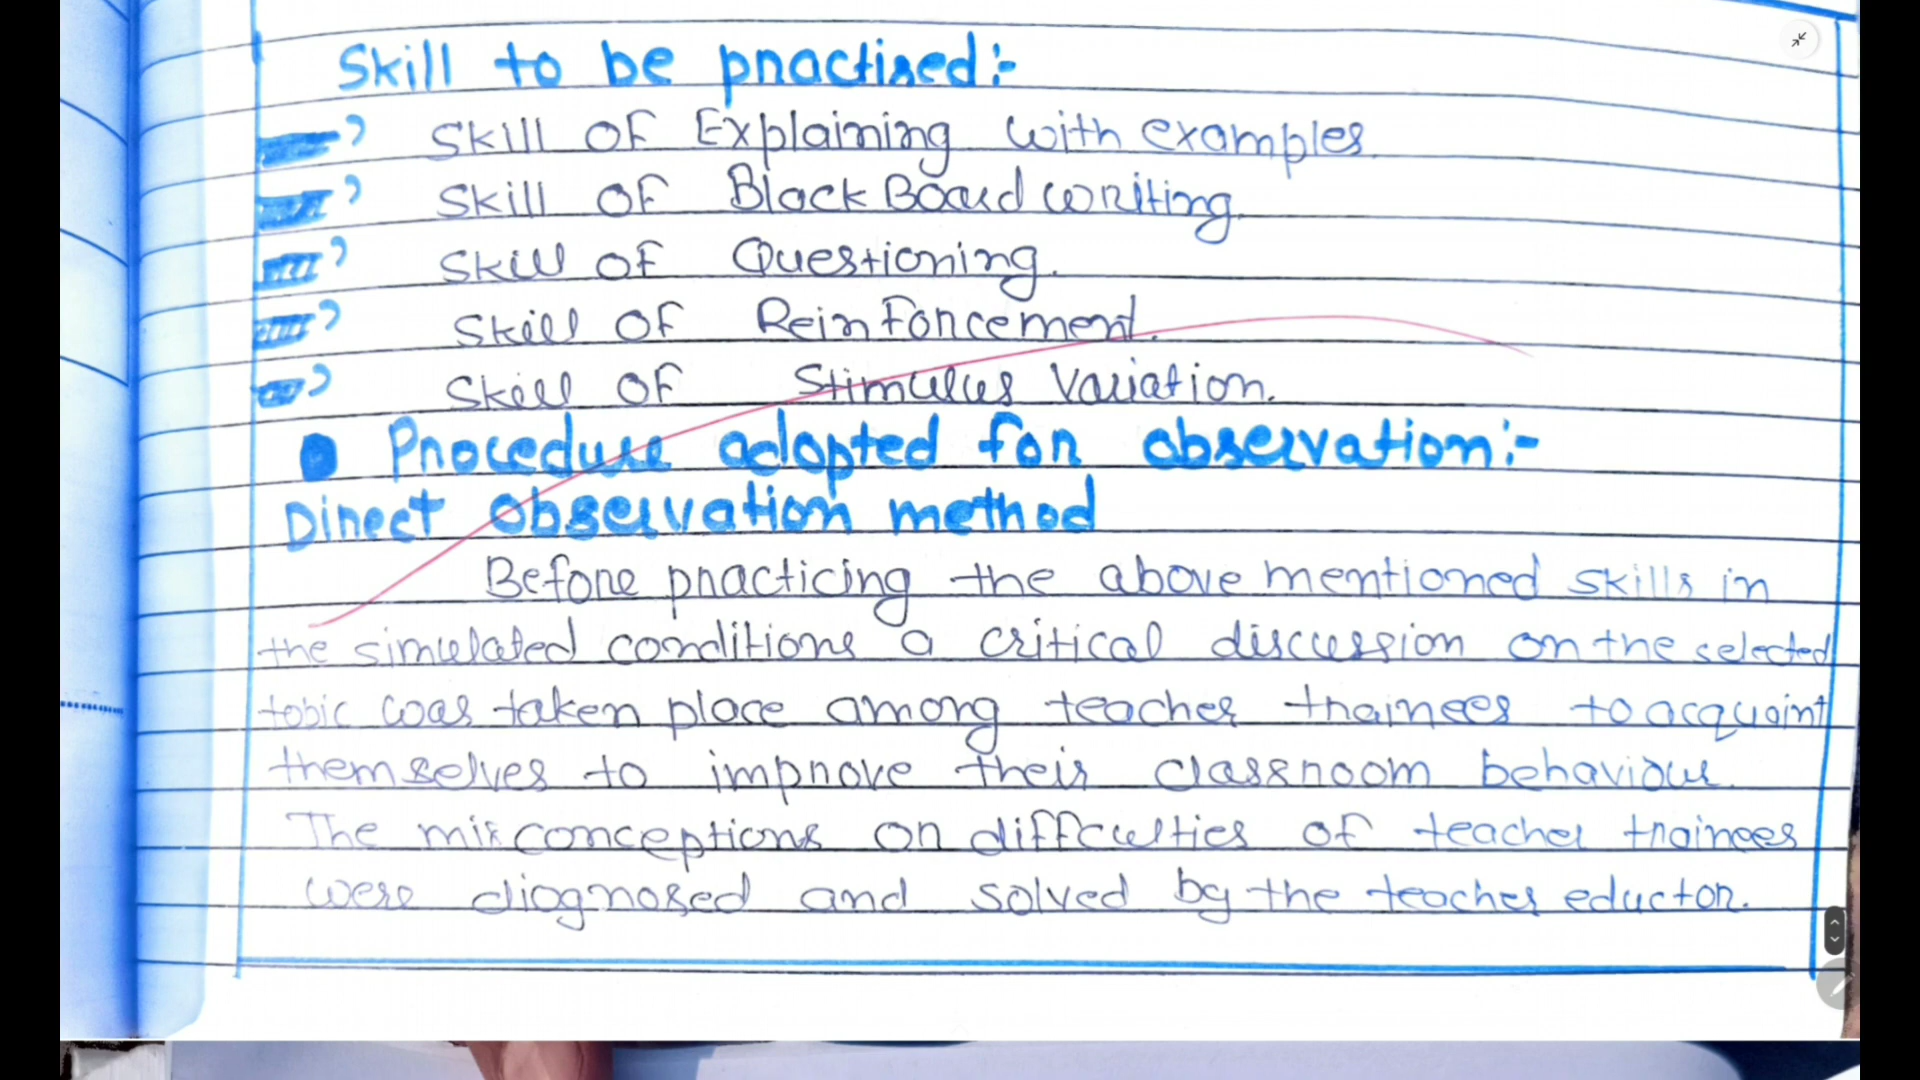 Skill to be practised:-
Skill of Explaining with examples.
Skill of Black Board writing.
Skill of Questioning.
Skill of Reinforcement.
Skill of Stimulus Variation.
Procedure adopted for observation:-
Direct observation method
Before practicing the above mentioned skills in
the simulated conditions a critical discussion on the selected
tobic was taken place among teacher trainees to acquaint
themselves to improve their classroom behaviour.
The misconceptions or diffculties of teacher trainees
were diagnosed and solved by the teacher eductor.